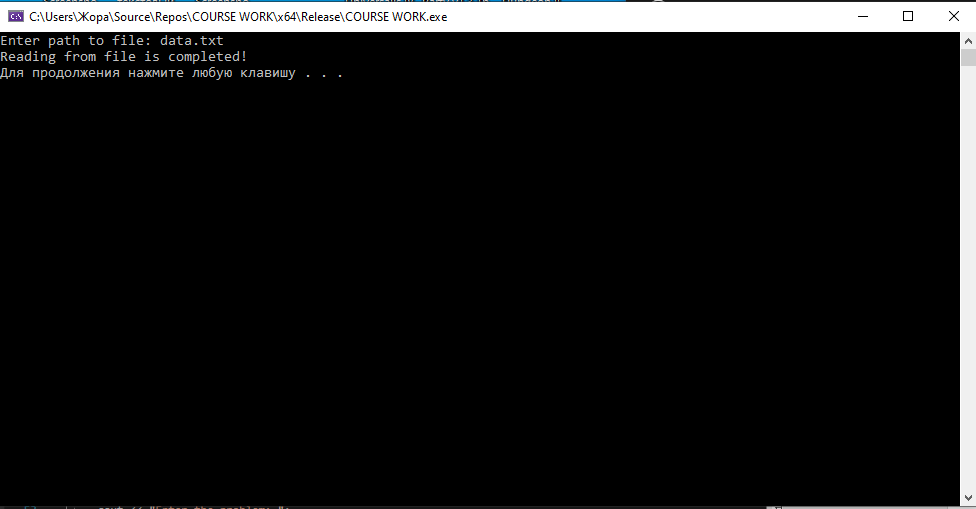 C:\Users\Жopa\Source\Repos\COURSE WORK\x64\Release\COURSE WORK.exe
Enter path to file: data.txt
Reading from file is completed!
Для продолжения нажмите любую клавишу . . .